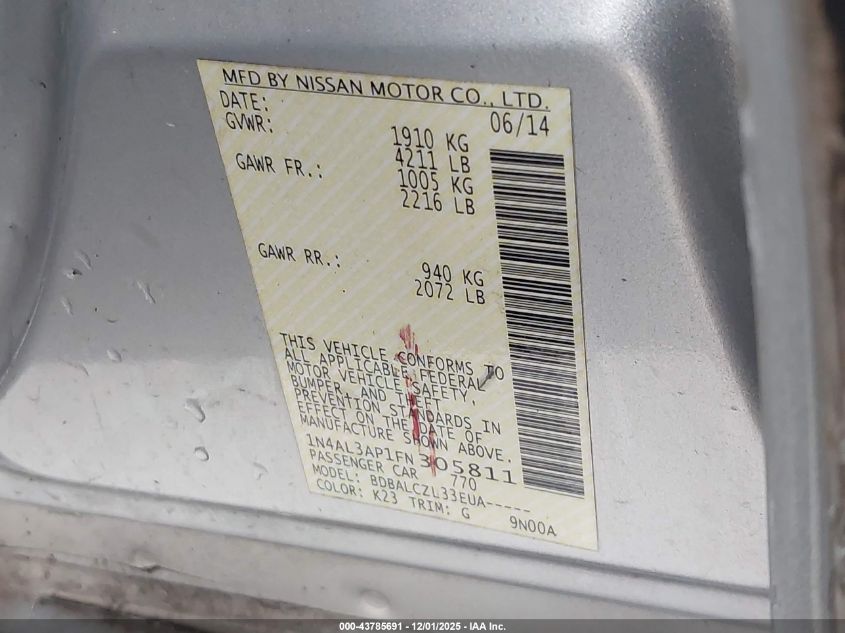 MFD BY NISSAN MOTOR CO., LTD.
DATE: 06/14
GVWR: 1910 KG
4211 LB
GAWR FR.: 1005 KG
2216 LB
GAWR RR.: 940 KG
2072 LB
THIS VEHICLE CONFORMS TO
ALL APPLICABLE FEDERAL
MOTOR VEHICLE SAFETY,
BUMPER, AND THEFT
PREVENTION STANDARDS IN
EFFECT ON THE DATE OF
MANUFACTURE SHOWN ABOVE.
1N4AL3AP1FN305811
PASSENGER CAR 770
MODEL: BDBALCZL33EUA-----
COLOR: K23 TRIM: G 9N00A
000-43785691 - 12/01/2025 - IAA Inc.